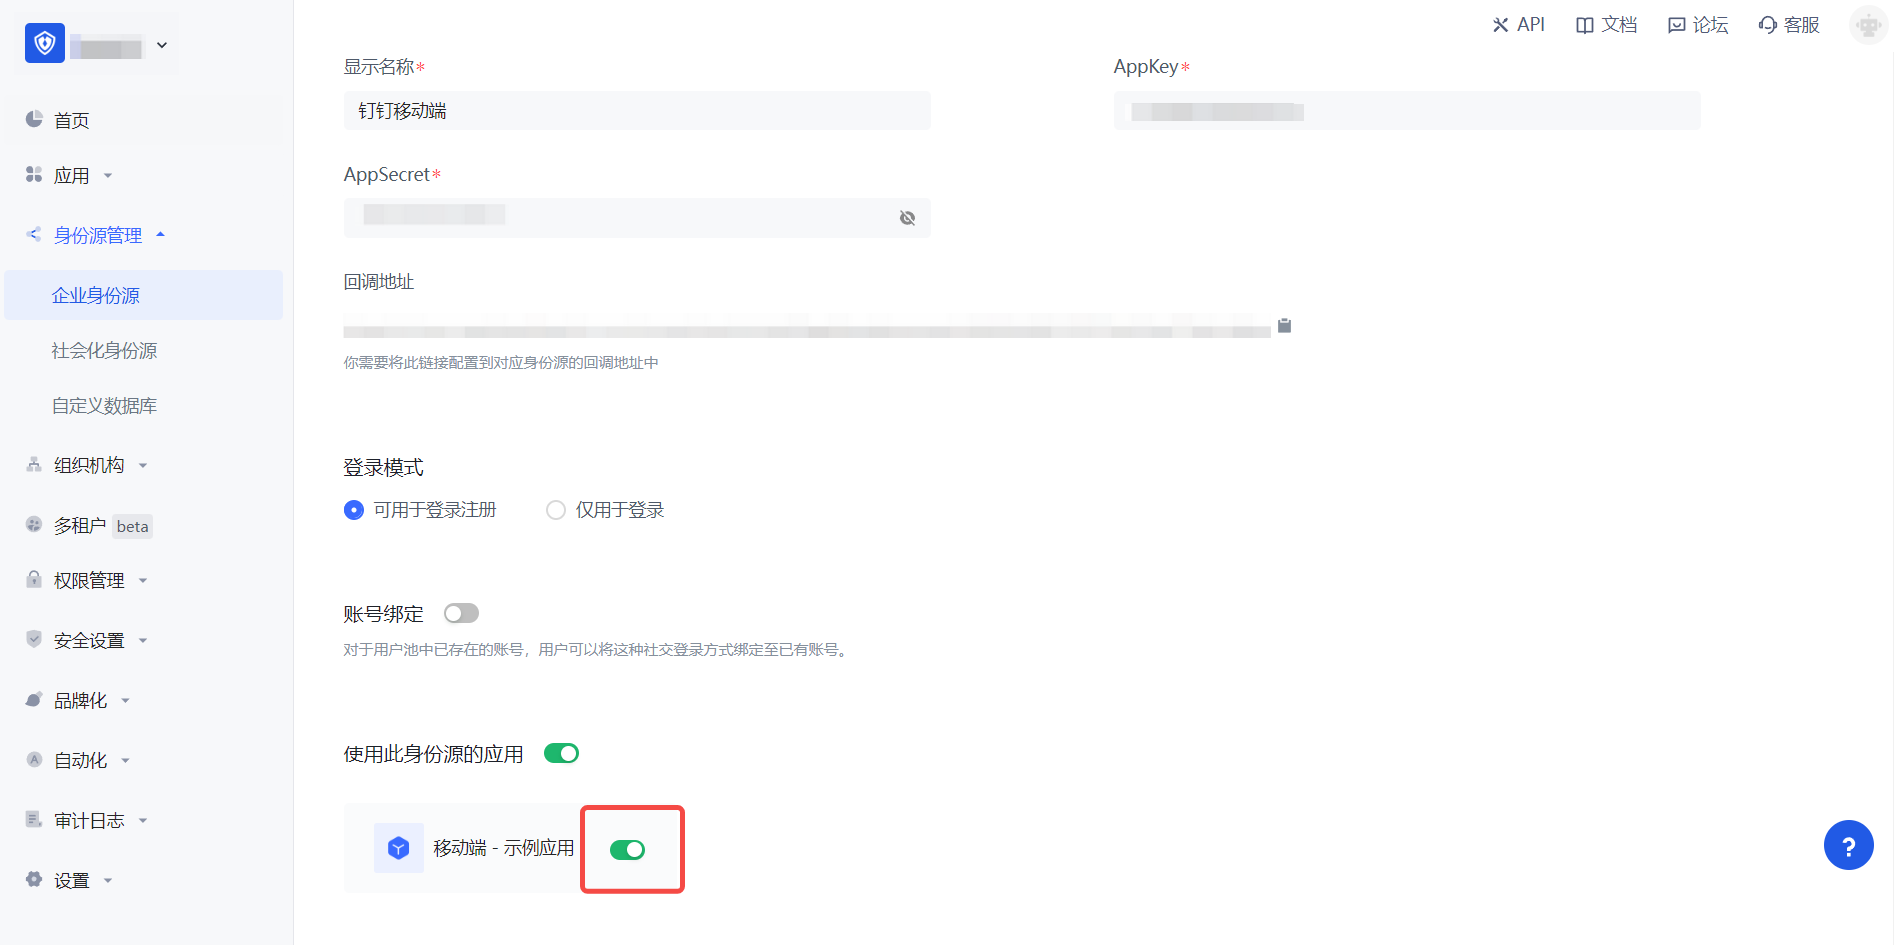 API 文档 论坛 客服
首页
应用
身份源管理
企业身份源
社会化身份源
自定义数据库
组织机构
多租户 beta
权限管理
安全设置
品牌化
自动化
审计日志
设置
显示名称*
钉钉移动端
AppKey*
AppSecret*
回调地址
你需要将此链接配置到对应身份源的回调地址中
登录模式
可用于登录注册 仅用于登录
账号绑定
对于用户池中已存在的账号，用户可以将这种社交登录方式绑定至已有账号。
使用此身份源的应用
移动端 - 示例应用
?